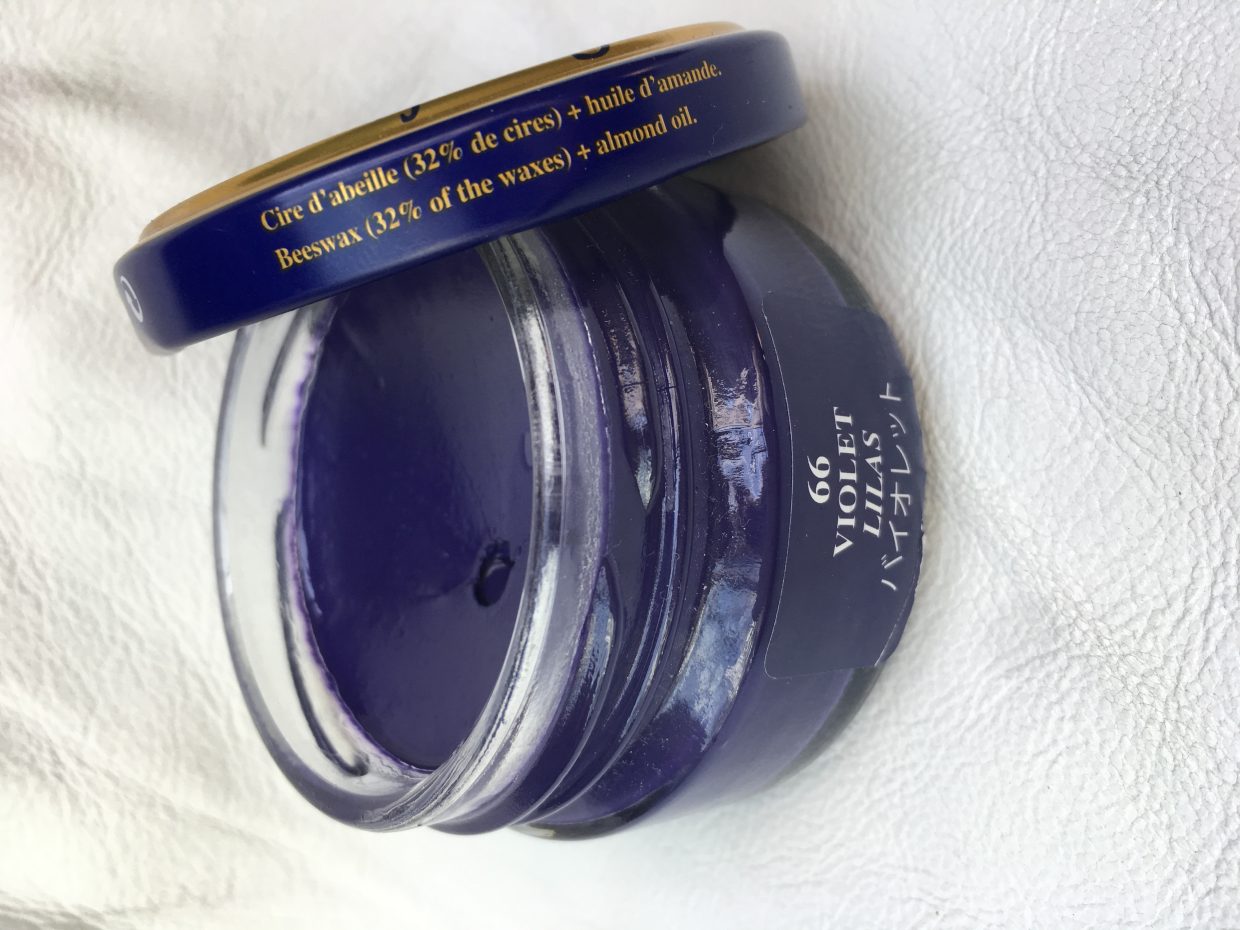 Cire d'abeille (32% de cires) + huile d'amande.
Beeswax (32% of the waxes) + almond oil.
66
VIOLET
LILAS
バイオレット